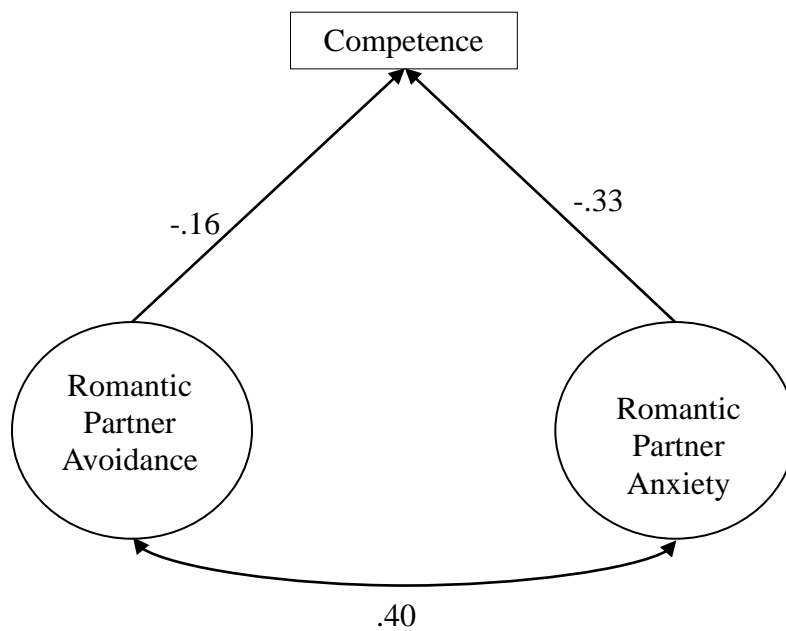 Competence
-.16
-.33
Romantic
Partner
Avoidance
Romantic
Partner
Anxiety
.40